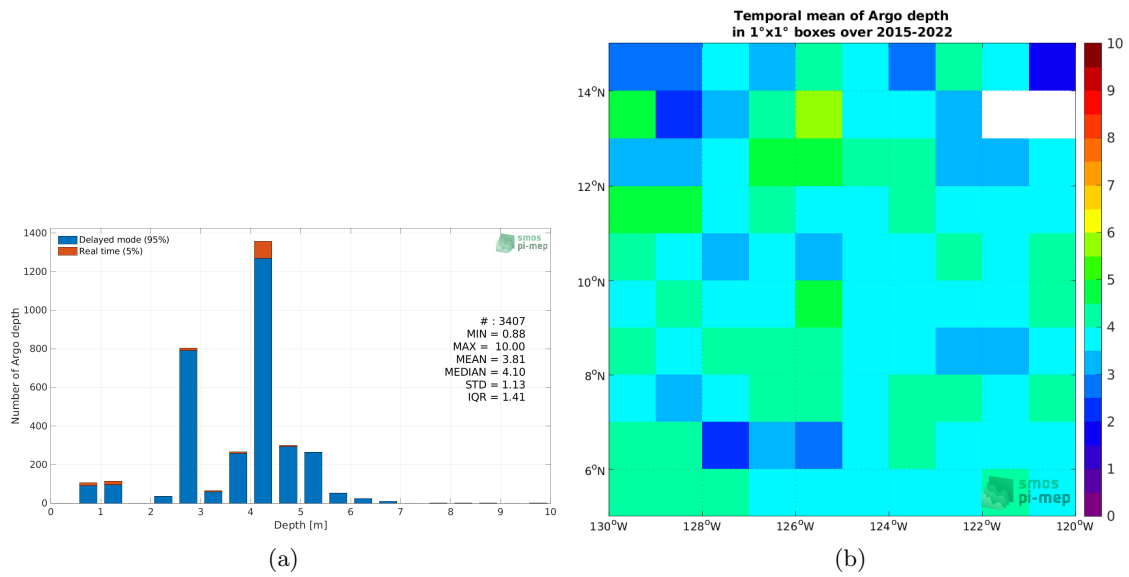 Delayed mode (95%)
Real time (5%)
smos
pi-mep
# : 3407
MIN = 0.88
MAX = 10.00
MEAN = 3.81
MEDIAN = 4.10
STD = 1.13
IQR = 1.41
Number of Argo depth
1400
1200
1000
800
600
400
200
0
0 1 2 3 4 5 6 7 8 9 10
Depth [m]
(a)
Temporal mean of Argo depth
in 1°x1° boxes over 2015-2022
14°N
12°N
10°N
8°N
6°N
130°W 128°W 126°W 124°W 122°W 120°W
smos
pi-mep
10
9
8
7
6
5
4
3
2
1
0
(b)